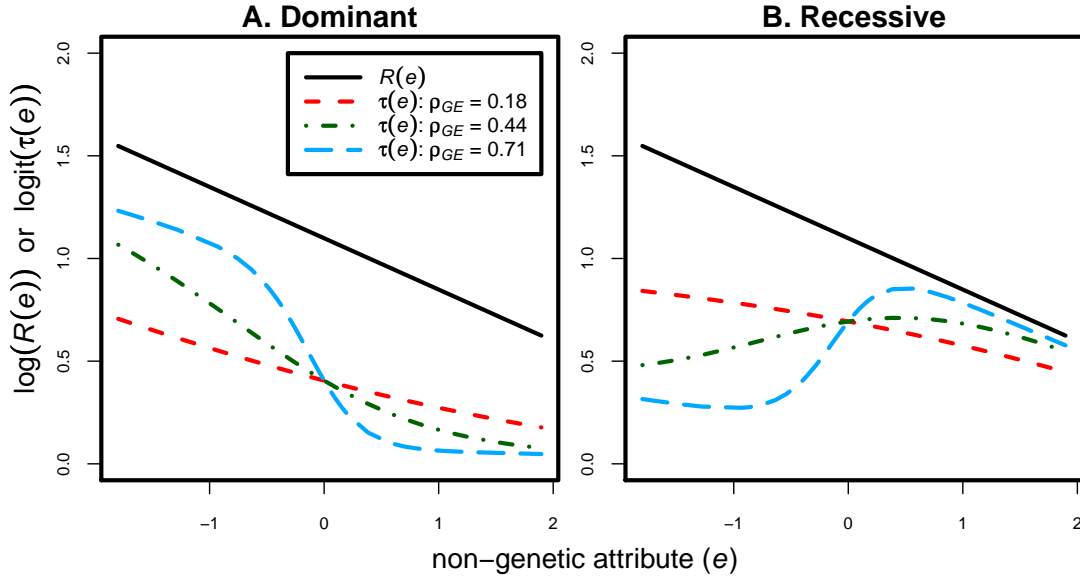 A. Dominant
B. Recessive
log(R(e)) or logit(τ(e))
2.0
1.5
1.0
0.5
0.0
R(e)
τ(e): ρGE = 0.18
τ(e): ρGE = 0.44
τ(e): ρGE = 0.71
−1 0 1 2
2.0
1.5
1.0
0.5
0.0
−1 0 1 2
non−genetic attribute (e)